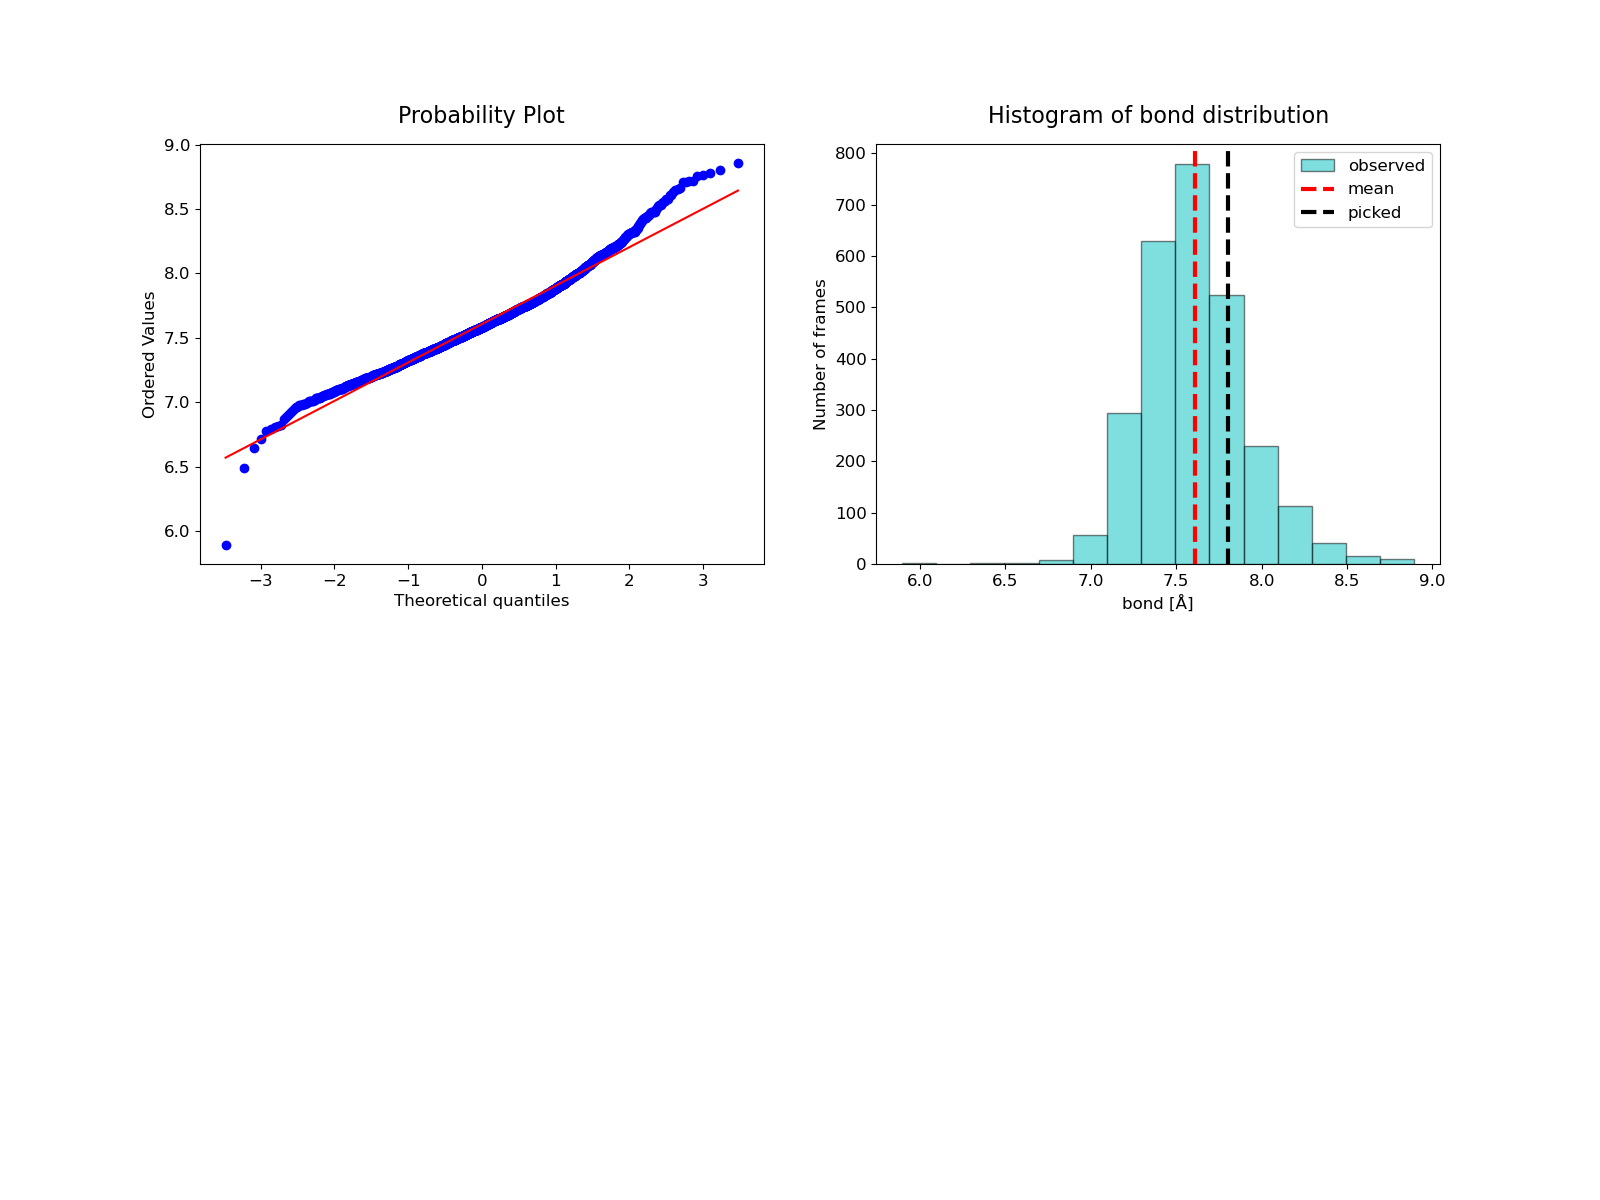 Probability Plot
9.0
8.5
8.0
7.5
7.0
6.5
6.0
Ordered Values
−3 −2 −1 0 1 2 3
Theoretical quantiles
Histogram of bond distribution
800
700
600
500
400
300
200
100
0
Number of frames
observed
mean
picked
6.0 6.5 7.0 7.5 8.0 8.5 9.0
bond [Å]